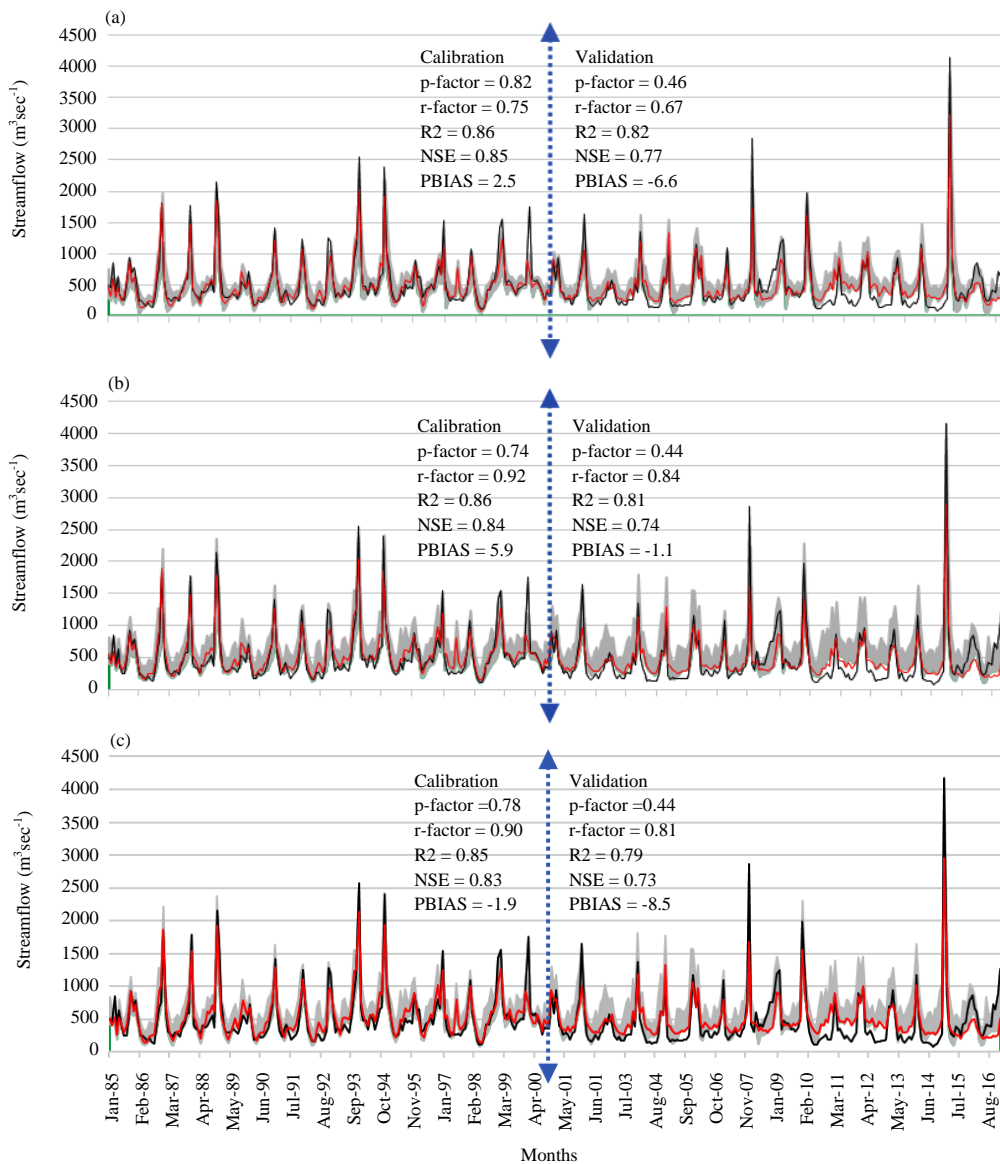 (a)
4500
4000
3500
3000
2500
2000
1500
1000
500
0
Streamflow (m³sec⁻¹)
Calibration
p-factor = 0.82
r-factor = 0.75
R2 = 0.86
NSE = 0.85
PBIAS = 2.5
Validation
p-factor = 0.46
r-factor = 0.67
R2 = 0.82
NSE = 0.77
PBIAS = -6.6
(b)
4500
4000
3500
3000
2500
2000
1500
1000
500
0
Streamflow (m³sec⁻¹)
Calibration
p-factor = 0.74
r-factor = 0.92
R2 = 0.86
NSE = 0.84
PBIAS = 5.9
Validation
p-factor = 0.44
r-factor = 0.84
R2 = 0.81
NSE = 0.74
PBIAS = -1.1
(c)
4500
4000
3500
3000
2500
2000
1500
1000
500
0
Streamflow (m³sec⁻¹)
Calibration
p-factor =0.78
r-factor = 0.90
R2 = 0.85
NSE = 0.83
PBIAS = -1.9
Validation
p-factor =0.44
r-factor = 0.81
R2 = 0.79
NSE = 0.73
PBIAS = -8.5
Jan-85
Feb-86
Mar-87
Apr-88
May-89
Jun-90
Jul-91
Aug-92
Sep-93
Oct-94
Nov-95
Jan-97
Feb-98
Mar-99
Apr-00
May-01
Jun-01
Jul-03
Aug-04
Sep-05
Oct-06
Nov-07
Jan-09
Feb-10
Mar-11
Apr-12
May-13
Jun-14
Jul-15
Aug-16
Months